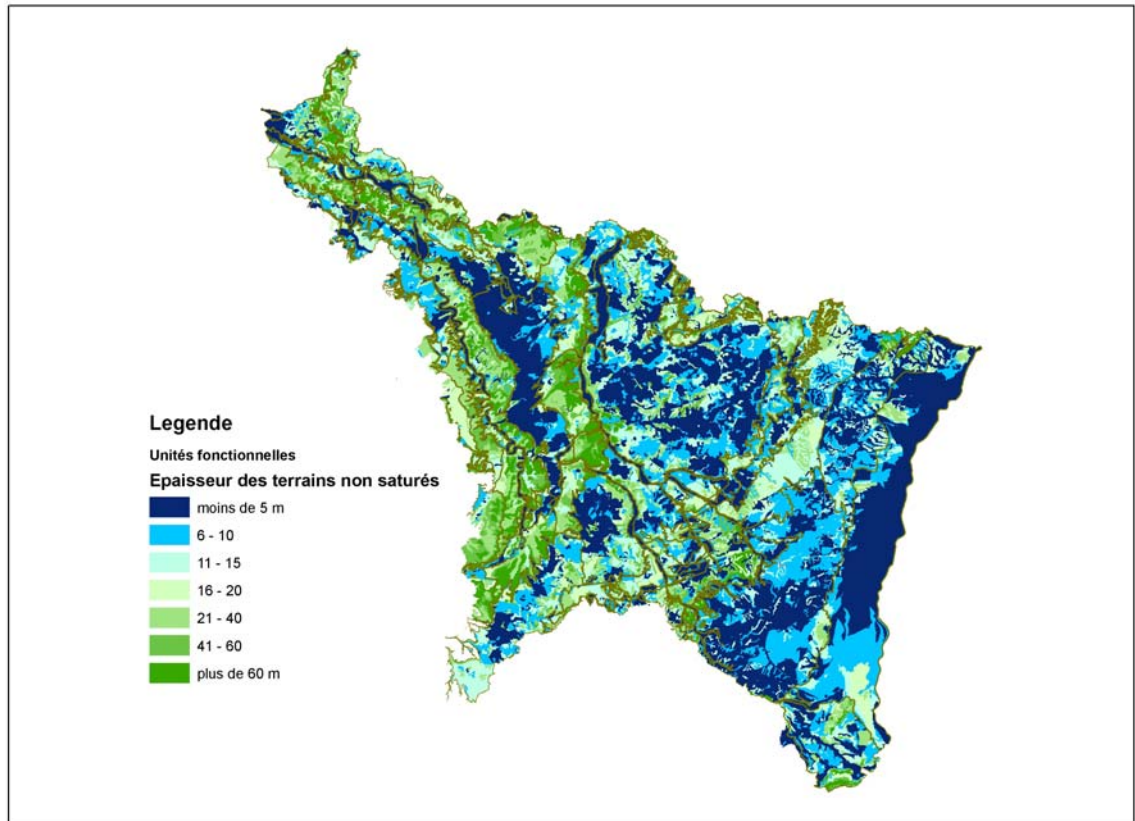 Legende
Unités fonctionnelles
Epaisseur des terrains non saturés
moins de 5 m
6 - 10
11 - 15
16 - 20
21 - 40
41 - 60
plus de 60 m